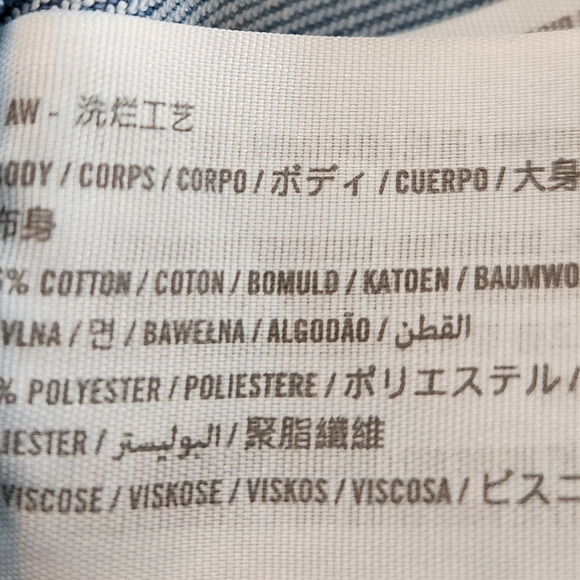 AW - 洗烂工艺
BODY / CORPS / CORPO / ボディ / CUERPO / 大身
布身
% COTTON / COTON / BOMULD / KATOEN / BAUMWO
VLNA / 면 / BAWEŁNA / ALGODÃO / القطن
% POLYESTER / POLIESTERE / ポリエステル /
IESTER / البوليستر / 聚脂纖維
VISCOSE / VISKOSE / VISKOS / VISCOSA / ビスコ